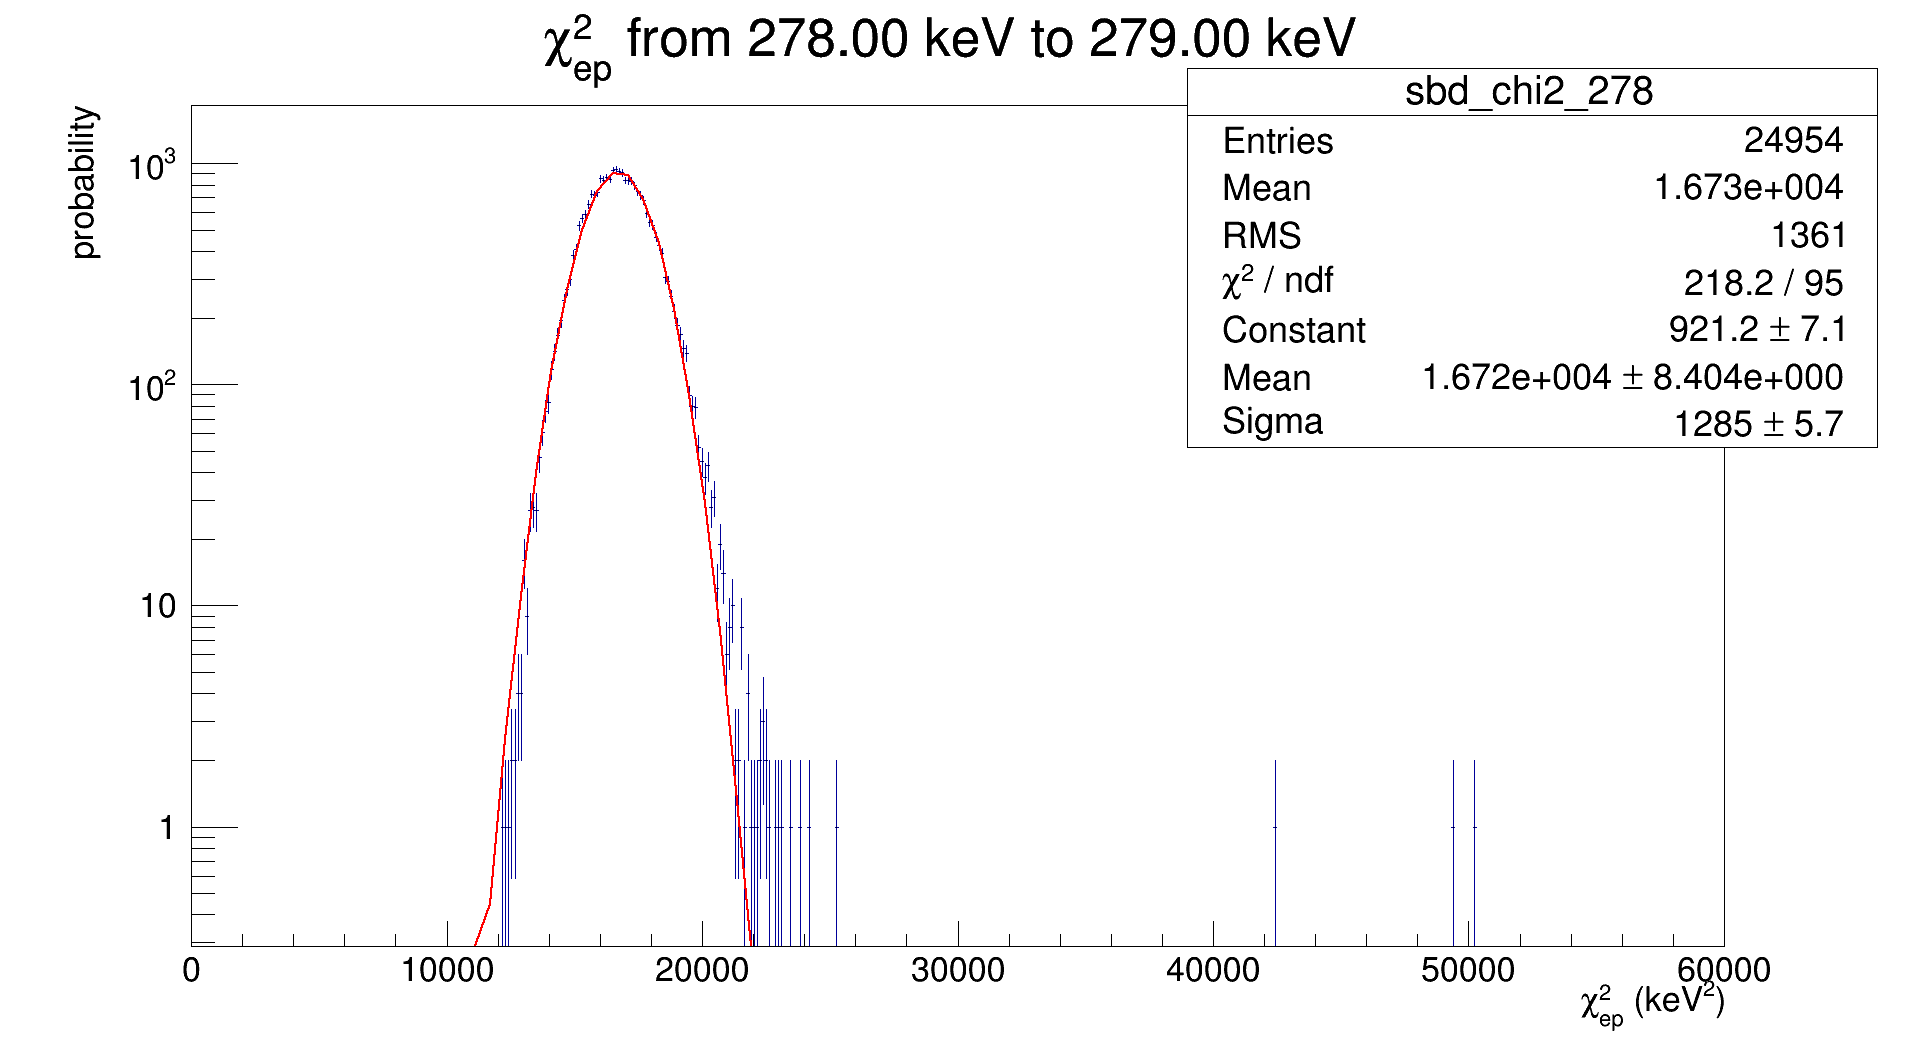 χ²ep from 278.00 keV to 279.00 keV
sbd_chi2_278
Entries 24954
Mean 1.673e+004
RMS 1361
χ² / ndf 218.2 / 95
Constant 921.2 ± 7.1
Mean 1.672e+004 ± 8.404e+000
Sigma 1285 ± 5.7
probability
10³
10²
10
1
0 10000 20000 30000 40000 50000 60000
χ²ep (keV²)